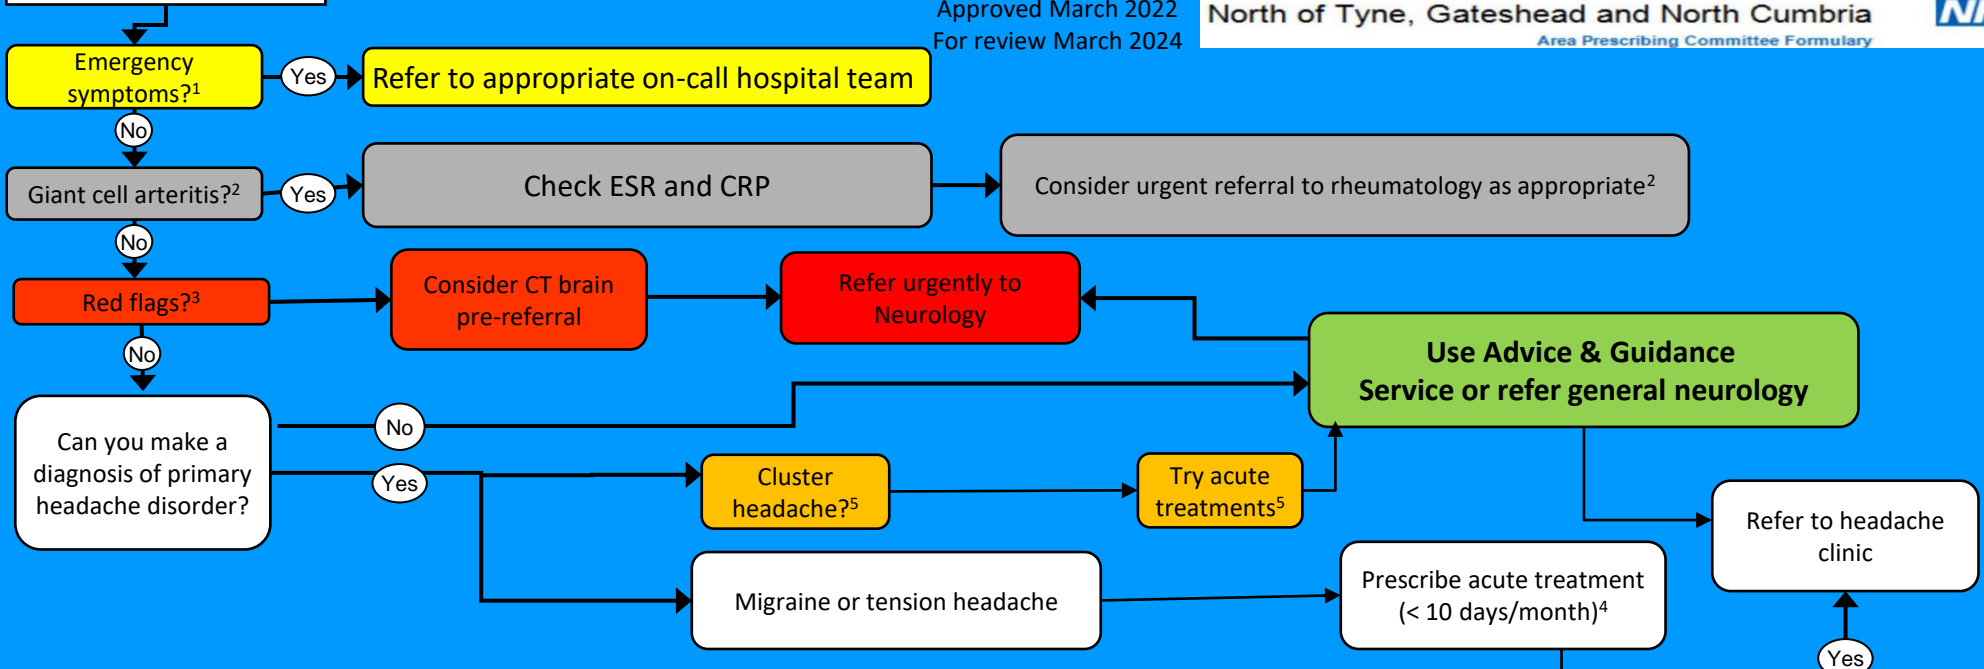 Approved March 2022
For review March 2024
North of Tyne, Gateshead and North Cumbria
Area Prescribing Committee Formulary
Emergency
symptoms?¹
Yes
Refer to appropriate on-call hospital team
No
Giant cell arteritis?²
Yes
Check ESR and CRP
Consider urgent referral to rheumatology as appropriate²
No
Red flags?³
Consider CT brain
pre-referral
Refer urgently to
Neurology
No
Use Advice & Guidance
Service or refer general neurology
Can you make a
diagnosis of primary
headache disorder?
No
Yes
Cluster
headache?⁵
Try acute
treatments⁵
Refer to headache
clinic
Migraine or tension headache
Prescribe acute treatment
(< 10 days/month)⁴
Yes